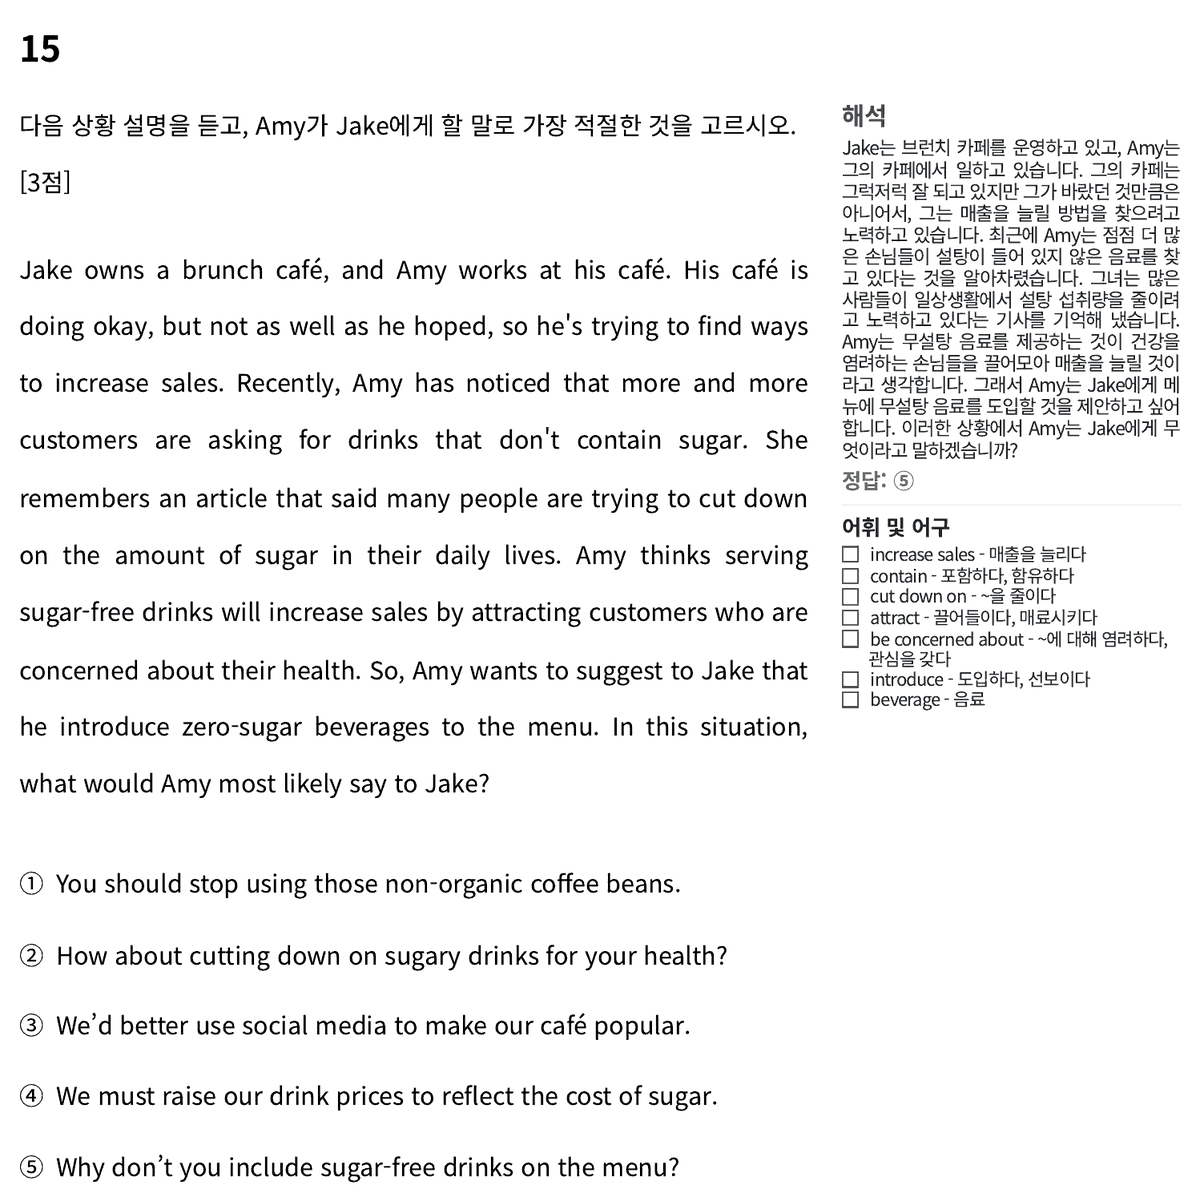 15
다음 상황 설명을 듣고, Amy가 Jake에게 할 말로 가장 적절한 것을 고르시오.
[3점]
Jake owns a brunch café, and Amy works at his café. His café is
doing okay, but not as well as he hoped, so he's trying to find ways
to increase sales. Recently, Amy has noticed that more and more
customers are asking for drinks that don't contain sugar. She
remembers an article that said many people are trying to cut down
on the amount of sugar in their daily lives. Amy thinks serving
sugar-free drinks will increase sales by attracting customers who are
concerned about their health. So, Amy wants to suggest to Jake that
he introduce zero-sugar beverages to the menu. In this situation,
what would Amy most likely say to Jake?
① You should stop using those non-organic coffee beans.
② How about cutting down on sugary drinks for your health?
③ We’d better use social media to make our café popular.
④ We must raise our drink prices to reflect the cost of sugar.
⑤ Why don’t you include sugar-free drinks on the menu?
해석
Jake는 브런치 카페를 운영하고 있고, Amy는
그의 카페에서 일하고 있습니다. 그의 카페는
그럭저럭 잘 되고 있지만 그가 바랐던 것만큼은
아니어서, 그는 매출을 늘릴 방법을 찾으려고
노력하고 있습니다. 최근에 Amy는 점점 더 많
은 손님들이 설탕이 들어 있지 않은 음료를 찾
고 있다는 것을 알아차렸습니다. 그녀는 많은
사람들이 일상생활에서 설탕 섭취량을 줄이려
고 노력하고 있다는 기사를 기억해 냈습니다.
Amy는 무설탕 음료를 제공하는 것이 건강을
염려하는 손님들을 끌어모아 매출을 늘릴 것이
라고 생각합니다. 그래서 Amy는 Jake에게 메
뉴에 무설탕 음료를 도입할 것을 제안하고 싶어
합니다. 이러한 상황에서 Amy는 Jake에게 무
엇이라고 말하겠습니까?
정답: ⑤
어휘 및 어구
□ increase sales - 매출을 늘리다
□ contain - 포함하다, 함유하다
□ cut down on - ~을 줄이다
□ attract - 끌어들이다, 매료시키다
□ be concerned about - ~에 대해 염려하다,
관심을 갖다
□ introduce - 도입하다, 선보이다
□ beverage - 음료